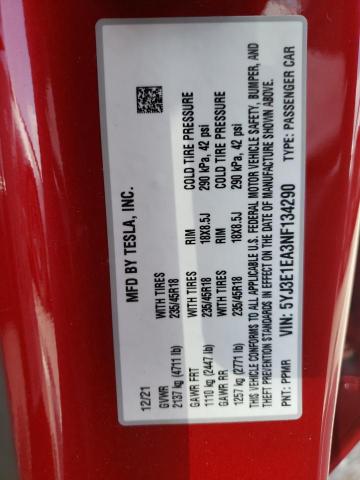 MFD BY TESLA, INC.
12/21
GVWR WITH TIRES RIM COLD TIRE PRESSURE
2137 kg (4711 lb) 235/45R18 18X8.5J 290 kPa, 42 psi
GAWR FRT
1110 kg (2447 lb) 235/45R18
GAWR RR WITH TIRES RIM COLD TIRE PRESSURE
1257 kg (2771 lb) 235/45R18 18X8.5J 290 kPa, 42 psi
THIS VEHICLE CONFORMS TO ALL APPLICABLE U.S. FEDERAL MOTOR VEHICLE SAFETY, BUMPER, AND
THEFT PREVENTION STANDARDS IN EFFECT ON THE DATE OF MANUFACTURE SHOWN ABOVE.
VIN: 5YJ3E1EA3NF134290 TYPE: PASSENGER CAR
PNT: PPMR